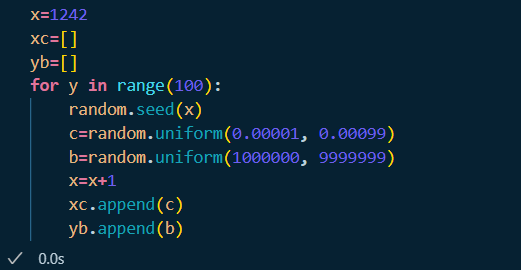 x=1242
xc=[]
yb=[]
for y in range(100):
    random.seed(x)
    c=random.uniform(0.00001, 0.00099)
    b=random.uniform(1000000, 9999999)
    x=x+1
    xc.append(c)
    yb.append(b)
✓ 0.0s